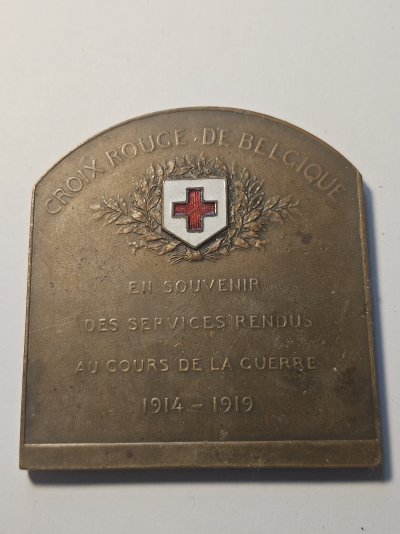 CROIX ROUGE DE BELGIQUE
EN SOUVENIR
DES SERVICES RENDUS
AU COURS DE LA GUERRE
1914 - 1919